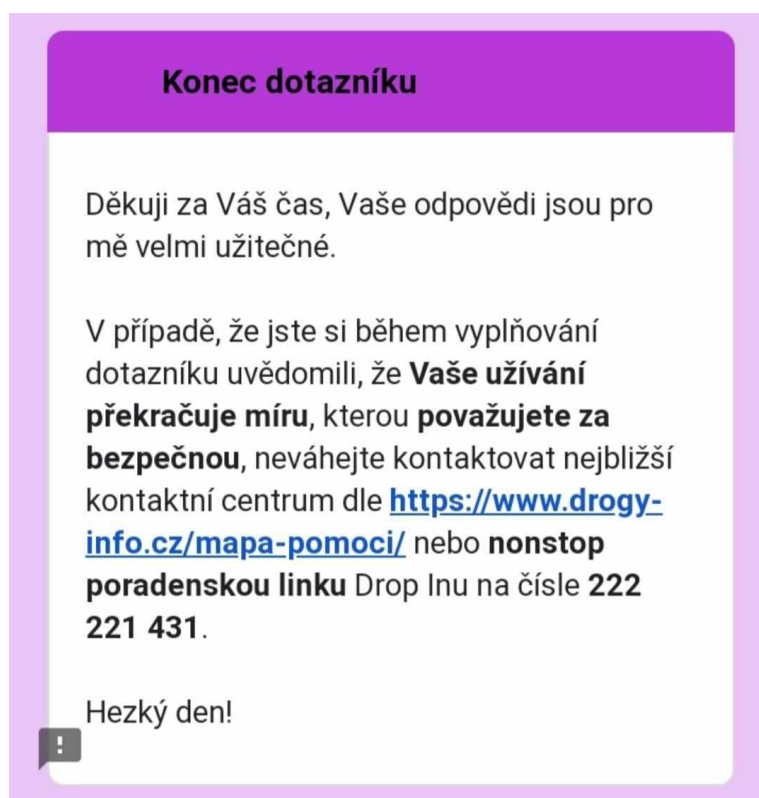 Konec dotazníku
Děkuji za Váš čas, Vaše odpovědi jsou pro
mě velmi užitečné.
V případě, že jste si během vyplňování
dotazníku uvědomili, že Vaše užívání
překračuje míru, kterou považujete za
bezpečnou, neváhejte kontaktovat nejbližší
kontaktní centrum dle https://www.drogy-
info.cz/mapa-pomoci/ nebo nonstop
poradenskou linku Drop Inu na čísle 222
221 431.
Hezký den!